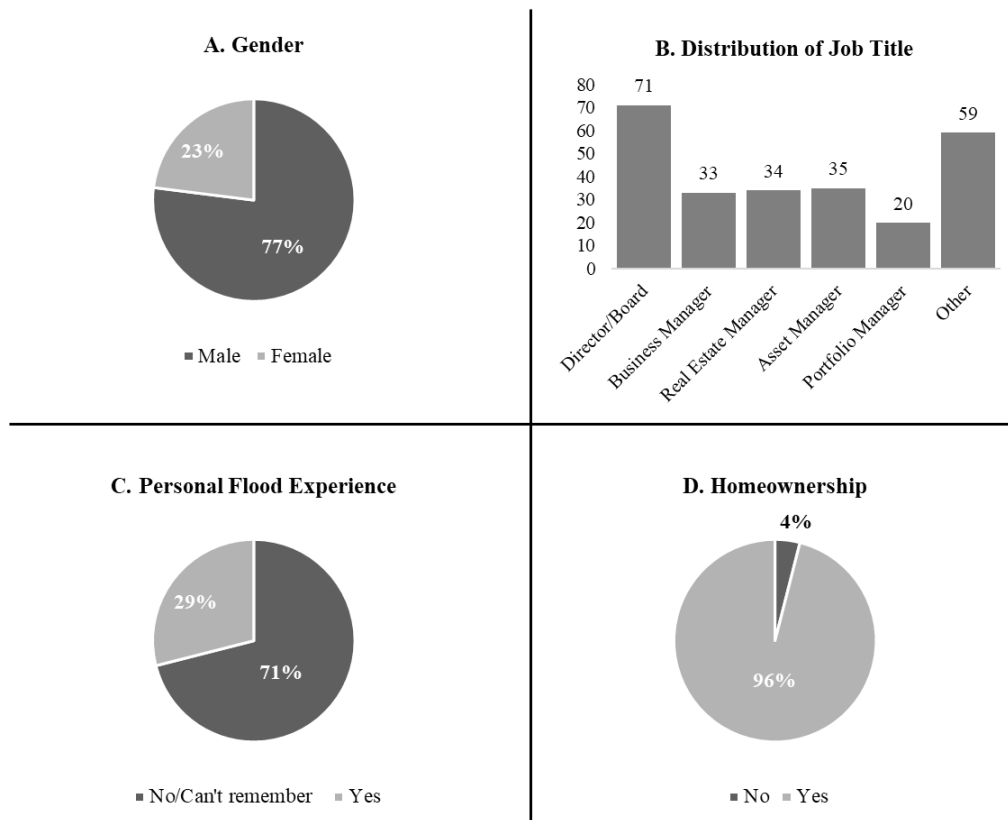 A. Gender
23%
77%
Male Female
B. Distribution of Job Title
80
70
60
50
40
30
20
10
0
71
33
34
35
20
59
Director/Board
Business Manager
Real Estate Manager
Asset Manager
Portfolio Manager
Other
C. Personal Flood Experience
29%
71%
No/Can't remember Yes
D. Homeownership
4%
96%
No Yes